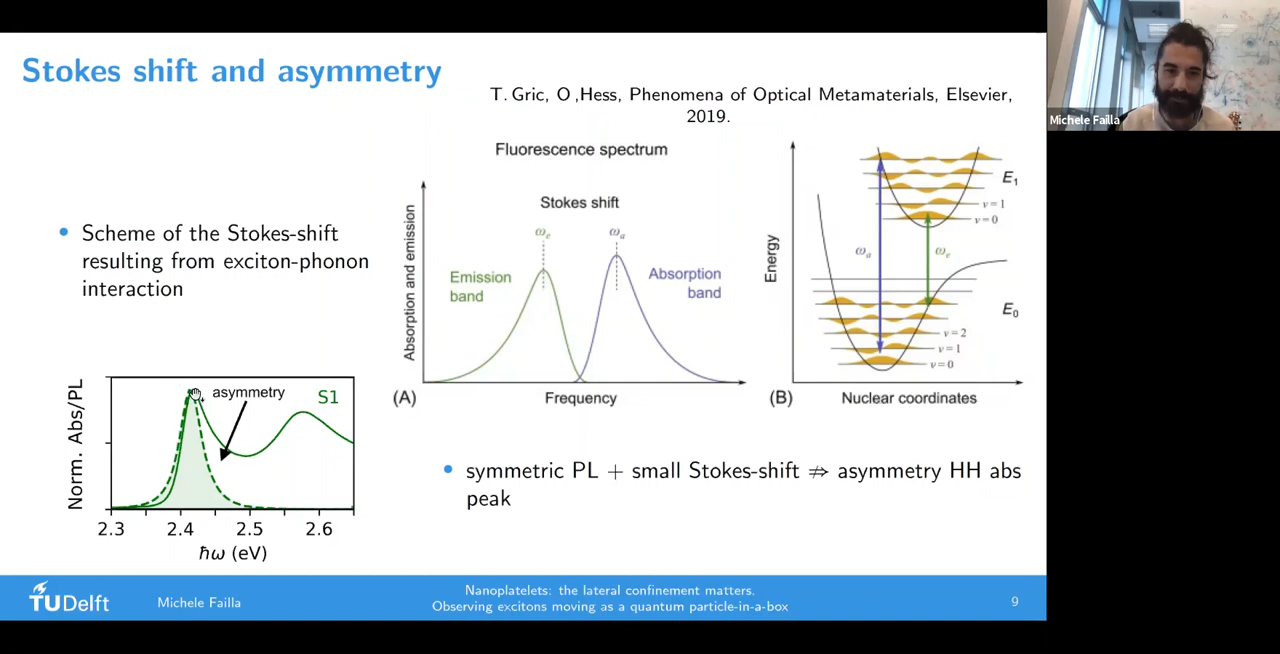 Stokes shift and asymmetry
T. Gric, O ,Hess, Phenomena of Optical Metamaterials, Elsevier,
2019.
Michele Failla
Scheme of the Stokes-shift
resulting from exciton-phonon
interaction
Fluorescence spectrum
Stokes shift
ωe
ωa
Emission
band
Absorption
band
Absorption and emission
(A)
Frequency
Energy
E1
ν=1
ν=0
ωa
ωe
E0
ν=2
ν=1
ν=0
(B)
Nuclear coordinates
Norm. Abs/PL
asymmetry
S1
2.3 2.4 2.5 2.6
ħω (eV)
symmetric PL + small Stokes-shift ⇏ asymmetry HH abs
peak
TUDelft
Michele Failla
Nanoplatelets: the lateral confinement matters.
Observing excitons moving as a quantum particle-in-a-box
9